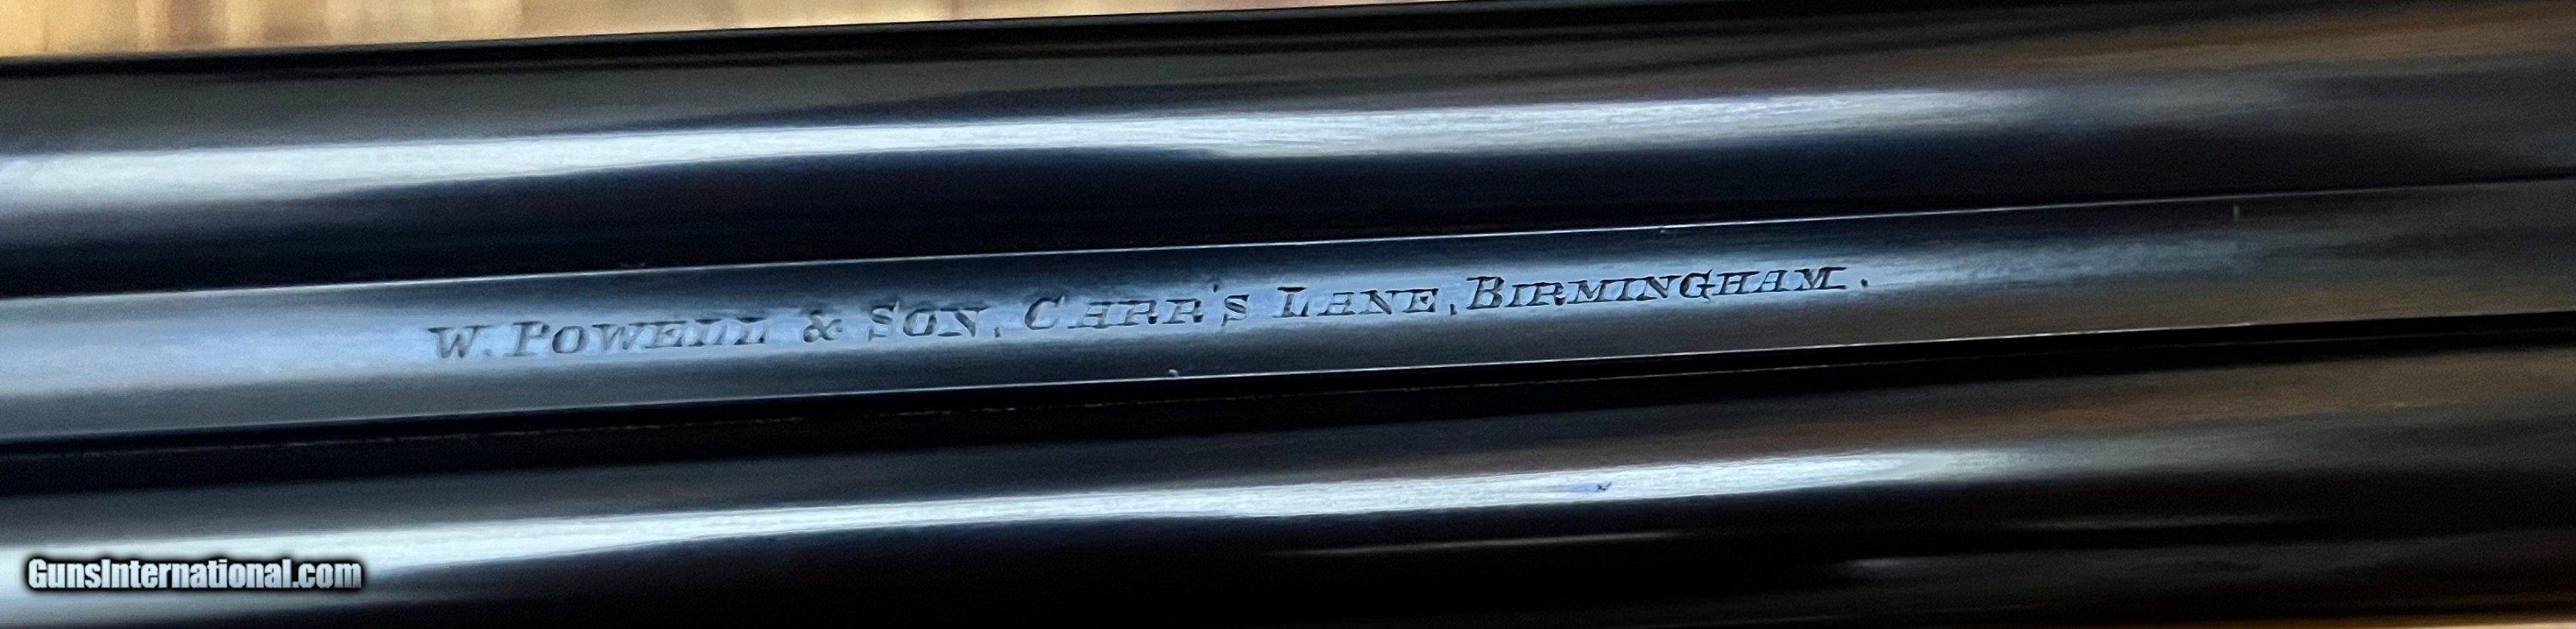 W. POWELL & SON, CARR'S LANE, BIRMINGHAM.
GunsInternational.com